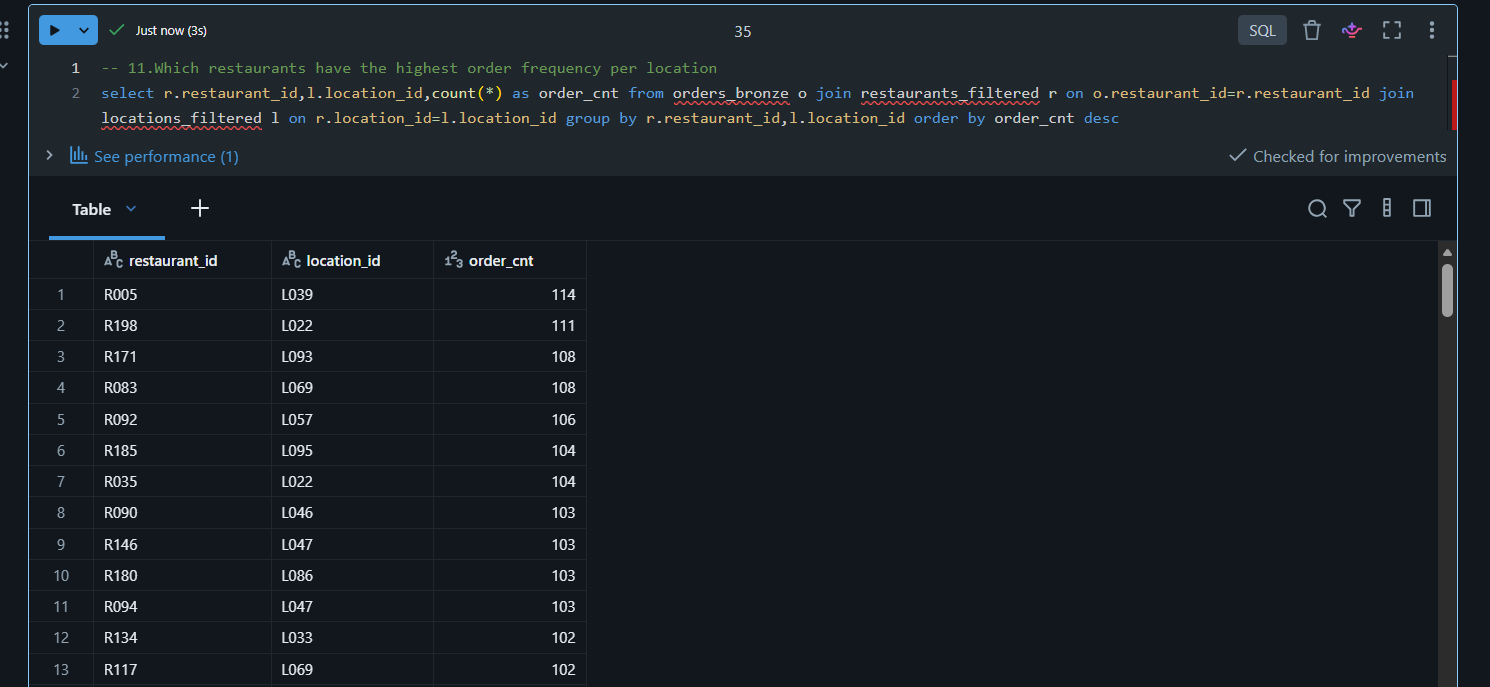 Just now (3s)
35
SQL
1 -- 11.Which restaurants have the highest order frequency per location
2 select r.restaurant_id,l.location_id,count(*) as order_cnt from orders_bronze o join restaurants_filtered r on o.restaurant_id=r.restaurant_id join
locations_filtered l on r.location_id=l.location_id group by r.restaurant_id,l.location_id order by order_cnt desc
See performance (1)
Checked for improvements
Table
restaurant_id location_id order_cnt
1 R005 L039 114
2 R198 L022 111
3 R171 L093 108
4 R083 L069 108
5 R092 L057 106
6 R185 L095 104
7 R035 L022 104
8 R090 L046 103
9 R146 L047 103
10 R180 L086 103
11 R094 L047 103
12 R134 L033 102
13 R117 L069 102